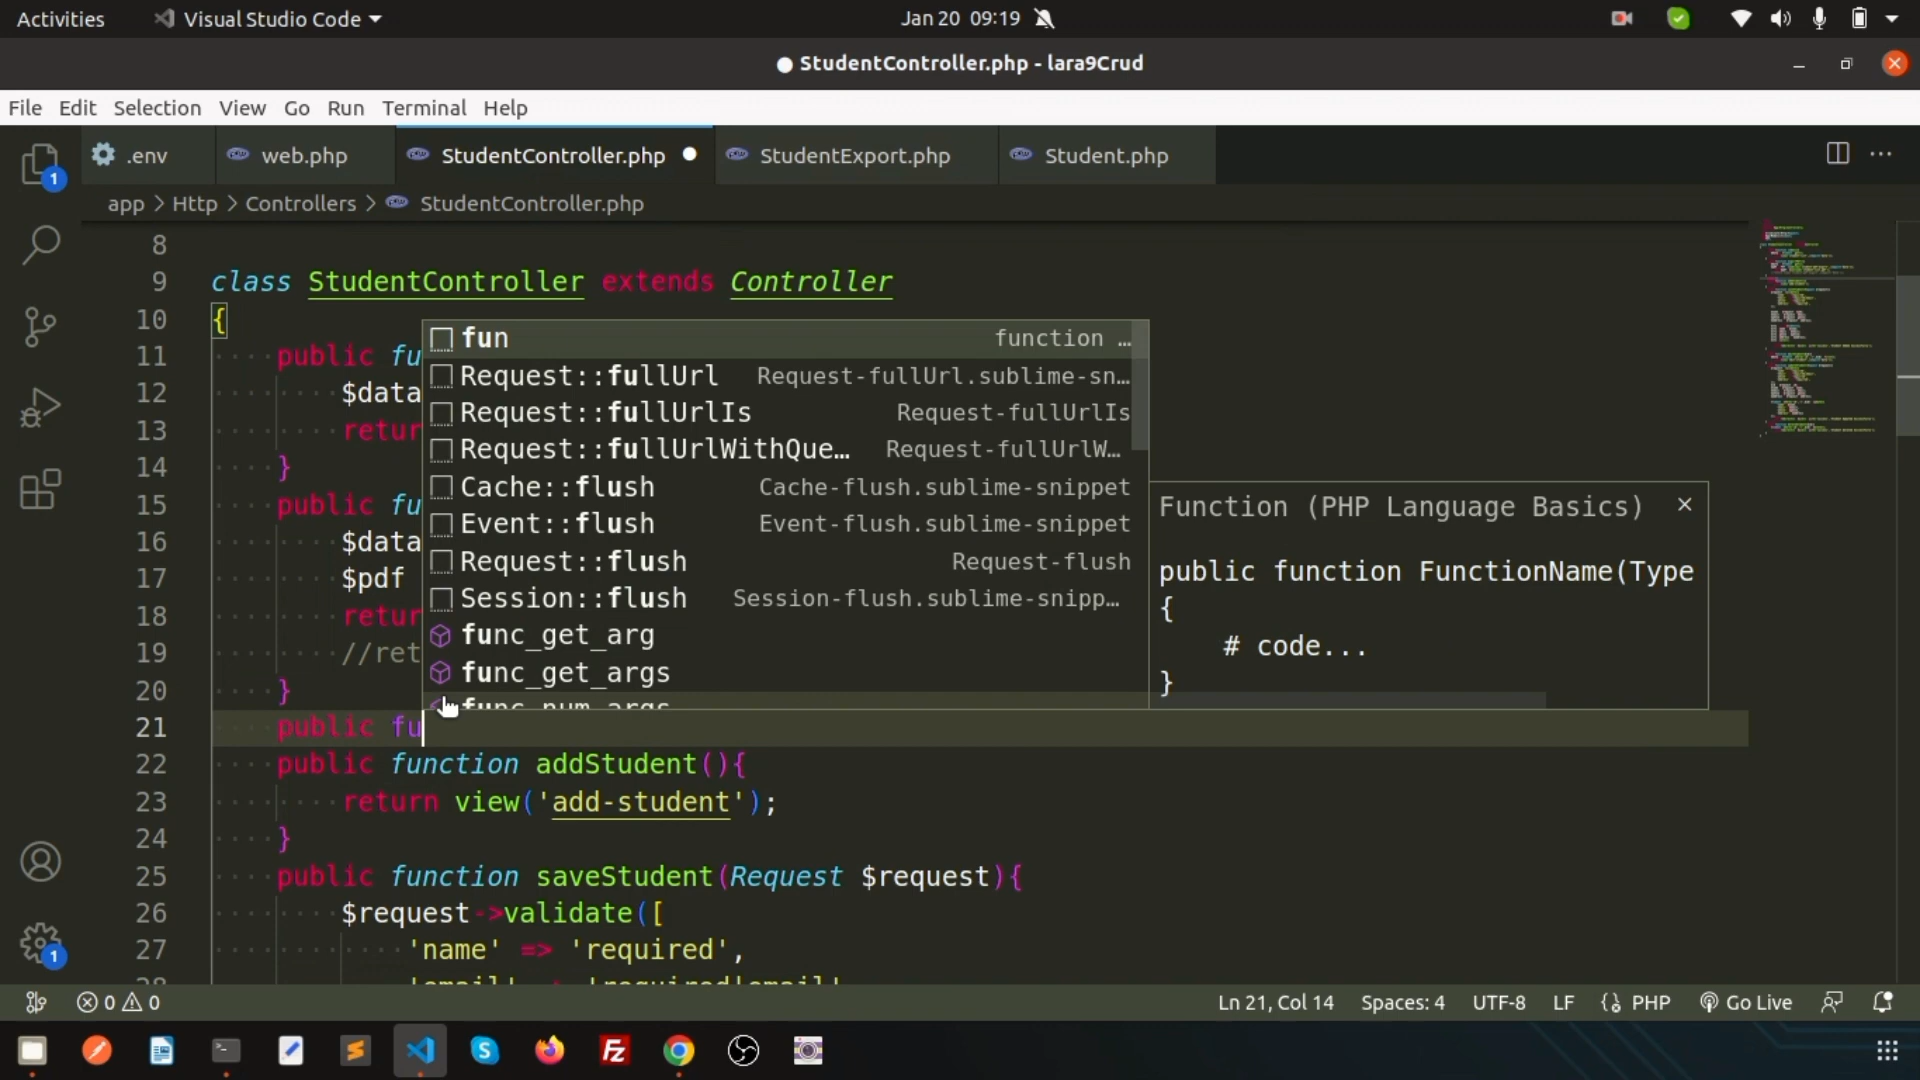 Activities
Visual Studio Code
Jan 20 09:19
StudentController.php - lara9Crud
File Edit Selection View Go Run Terminal Help
.env
web.php
StudentController.php
StudentExport.php
Student.php
app > Http > Controllers > StudentController.php
1
8
9 class StudentController extends Controller
10 {
11 public fu
12 $data
13 retur
14 }
15 public fu
16 $data
17 $pdf
18 retur
19 //ret
20 }
21 public fu
22 public function addStudent(){
23 return view('add-student');
24 }
25 public function saveStudent(Request $request){
26 $request->validate([
27 'name' => 'required',
28 'email' => 'required|email'
fun function …
Request::fullUrl Request-fullUrl.sublime-sn…
Request::fullUrlIs Request-fullUrlIs
Request::fullUrlWithQue… Request-fullUrlW…
Cache::flush Cache-flush.sublime-snippet
Event::flush Event-flush.sublime-snippet
Request::flush Request-flush
Session::flush Session-flush.sublime-snipp…
func_get_arg
func_get_args
func_num_args
Function (PHP Language Basics)
public function FunctionName(Type
{
# code...
}
1
0 0
Ln 21, Col 14 Spaces: 4 UTF-8 LF PHP Go Live